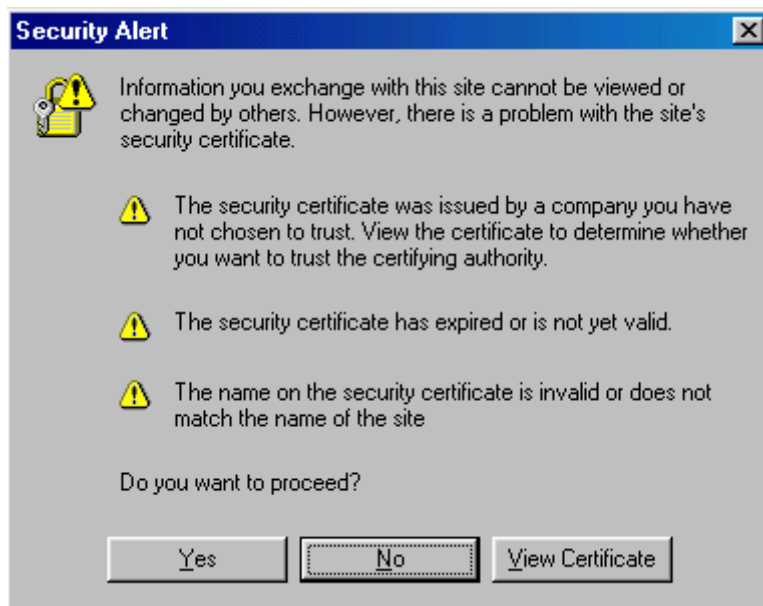 Security Alert
Information you exchange with this site cannot be viewed or
changed by others. However, there is a problem with the site's
security certificate.
The security certificate was issued by a company you have
not chosen to trust. View the certificate to determine whether
you want to trust the certifying authority.
The security certificate has expired or is not yet valid.
The name on the security certificate is invalid or does not
match the name of the site
Do you want to proceed?
Yes
No
View Certificate